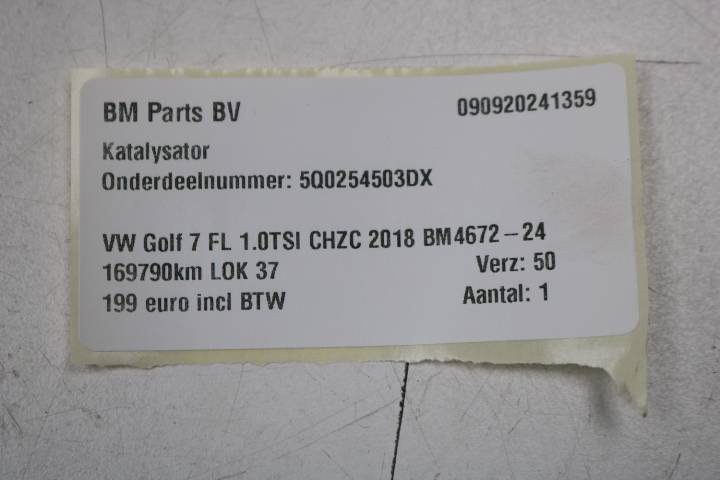 BM Parts BV 090920241359
Katalysator
Onderdeelnummer: 5Q0254503DX
VW Golf 7 FL 1.0TSI CHZC 2018 BM4672-24
169790km LOK 37 Verz: 50
199 euro incl BTW Aantal: 1